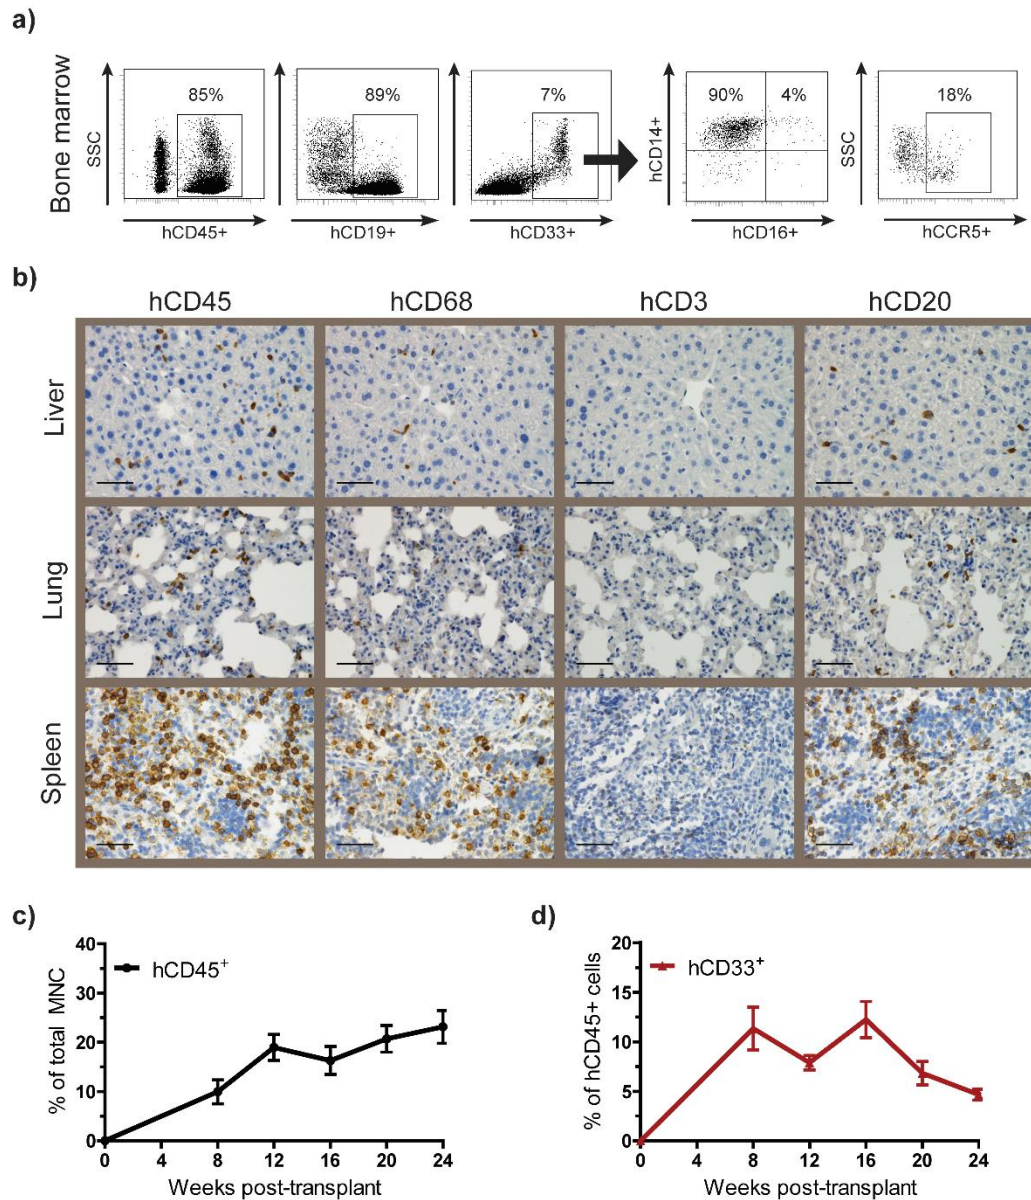 a)
Bone marrow
SSC
85%
hCD45+
89%
hCD19+
7%
hCD33+
hCD14+
90%
4%
hCD16+
SSC
18%
hCCR5+
b)
hCD45 hCD68 hCD3 hCD20
Liver
Lung
Spleen
c)
% of total MNC
40
30
20
10
0
hCD45+
0 4 8 12 16 20 24
Weeks post-transplant
d)
% of hCD45+ cells
20
15
10
5
0
hCD33+
0 4 8 12 16 20 24
Weeks post-transplant